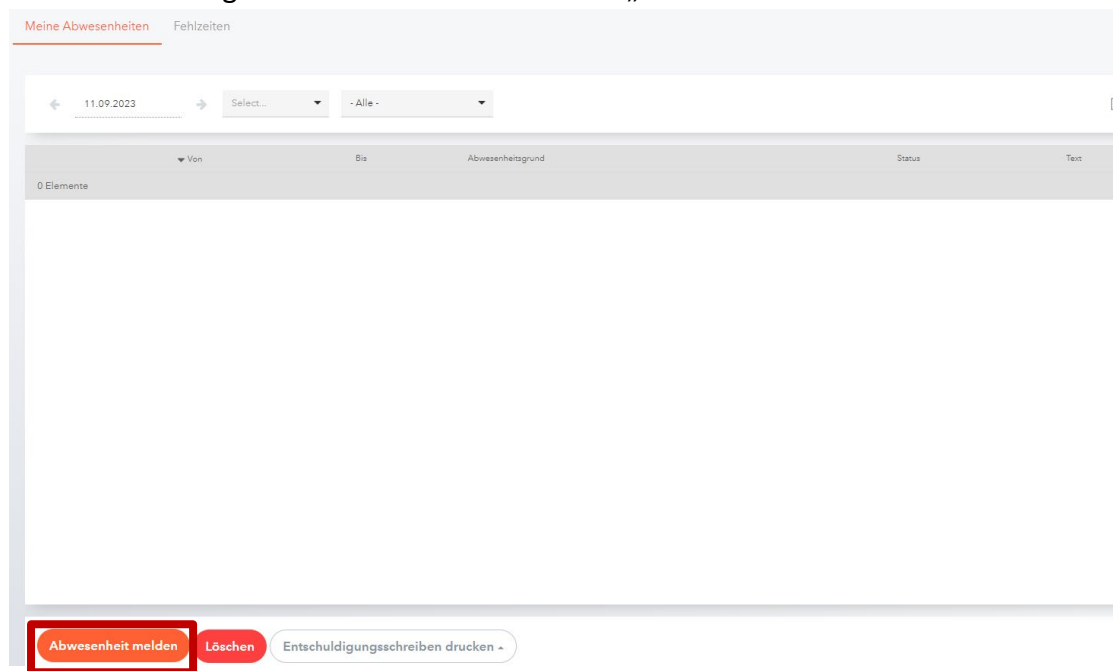 Meine Abwesenheiten Fehlzeiten
11.09.2023 Select... - Alle -
Von Bis Abwesenheitsgrund Status Text
0 Elemente
Abwesenheit melden Löschen Entschuldigungsschreiben drucken